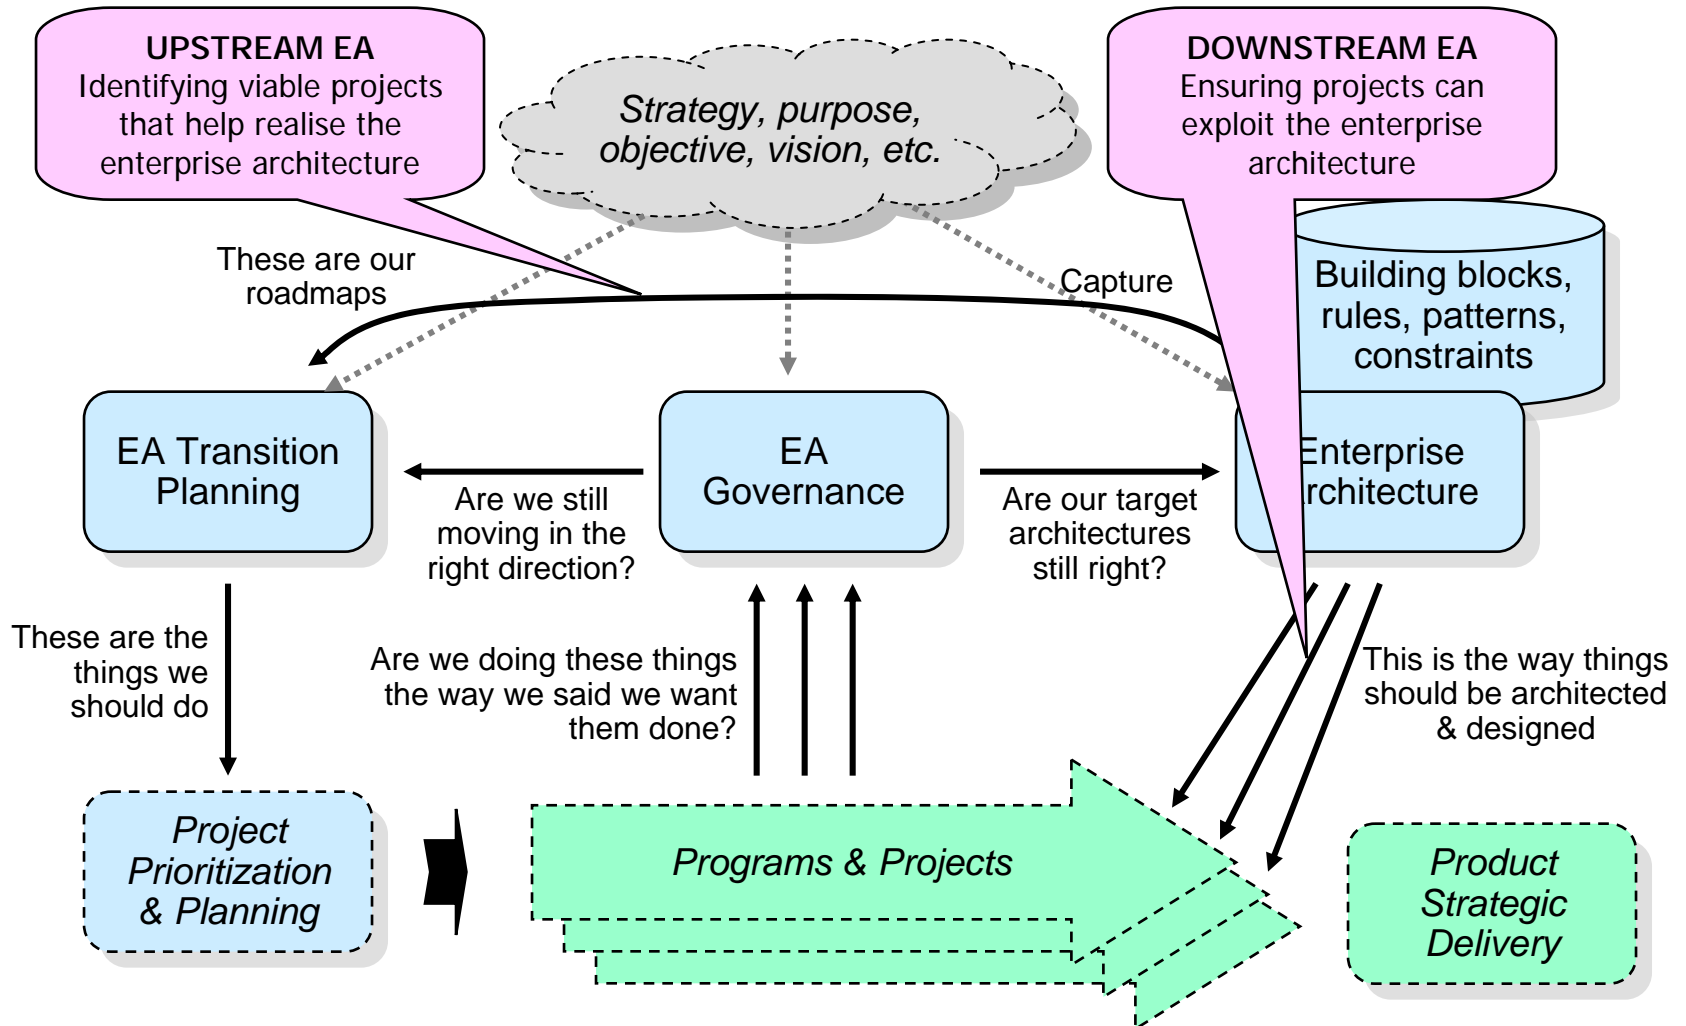 UPSTREAM EA
Identifying viable projects
that help realise the
enterprise architecture
Strategy, purpose,
objective, vision, etc.
DOWNSTREAM EA
Ensuring projects can
exploit the enterprise
architecture
These are our
roadmaps
Capture
Building blocks,
rules, patterns,
constraints
EA Transition
Planning
EA
Governance
Enterprise
rchitecture
Are we still
moving in the
right direction?
Are our target
architectures
still right?
These are the
things we
should do
Are we doing these things
the way we said we want
them done?
This is the way things
should be architected
& designed
Project
Prioritization
& Planning
Programs & Projects
Product
Strategic
Delivery